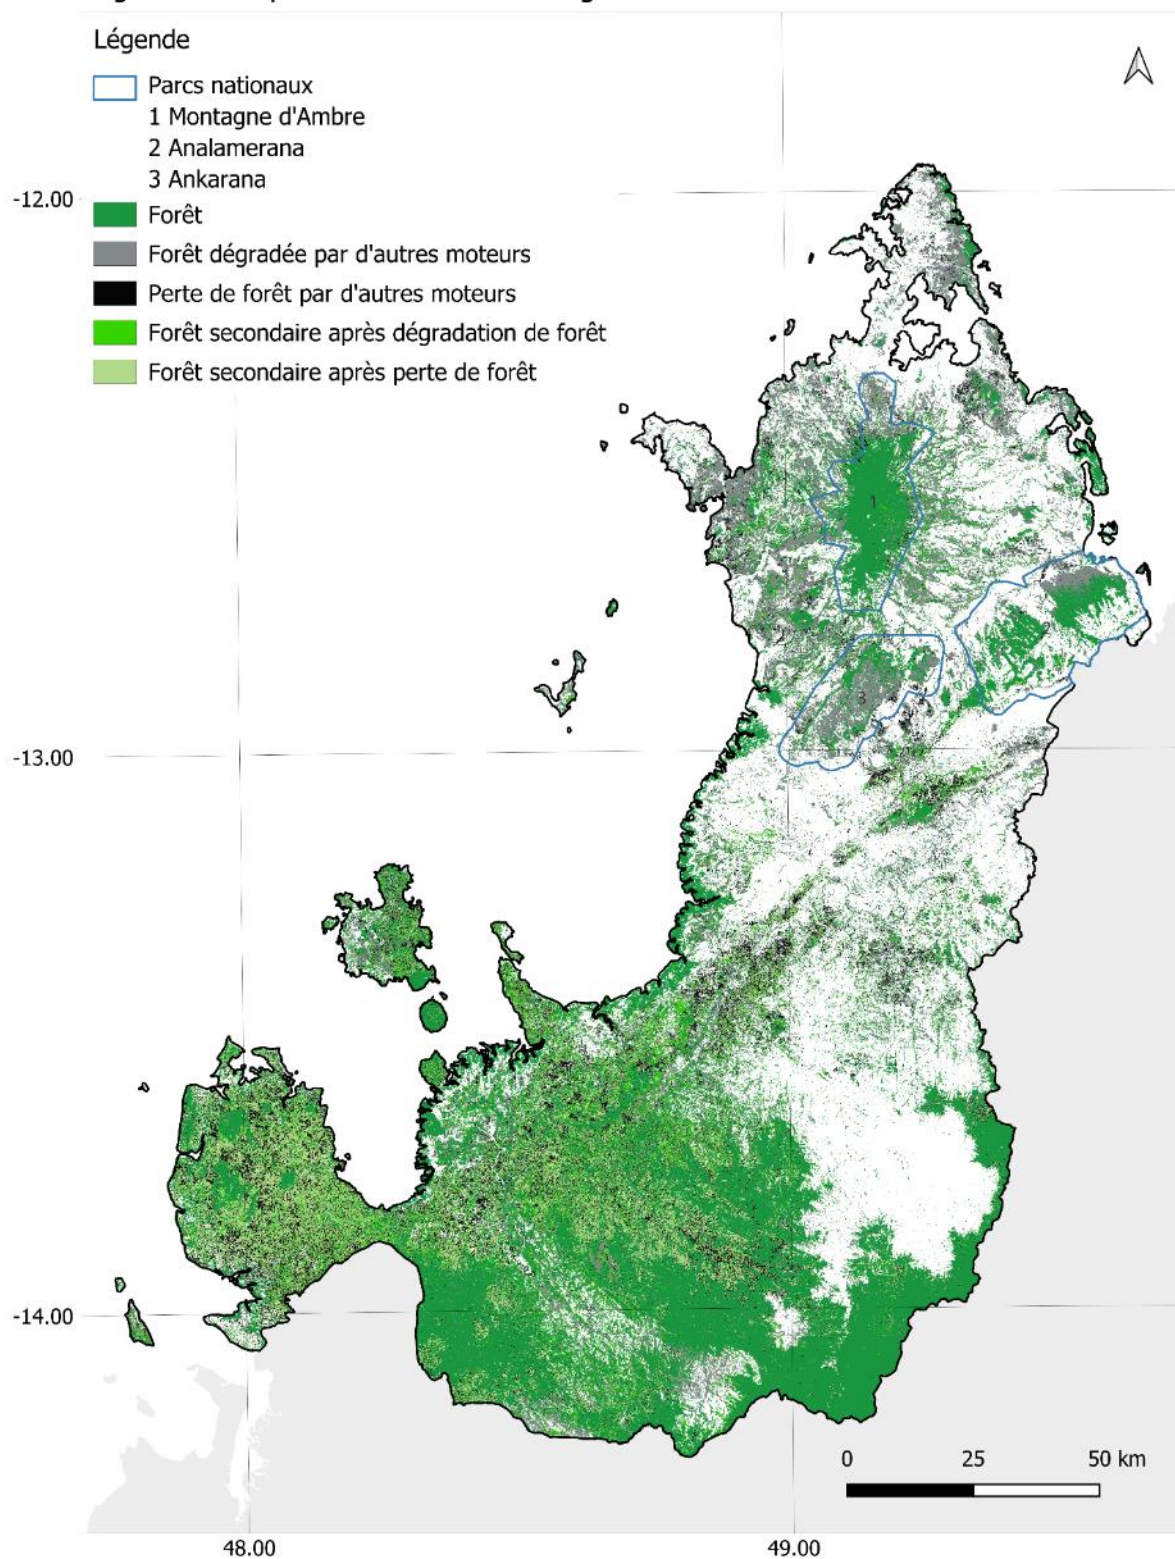 Légende
Parcs nationaux
1 Montagne d'Ambre
2 Analamerana
3 Ankarana
Forêt
Forêt dégradée par d'autres moteurs
Perte de forêt par d'autres moteurs
Forêt secondaire après dégradation de forêt
Forêt secondaire après perte de forêt
-12.00
1
2
3
-13.00
-14.00
0 25 50 km
48.00 49.00